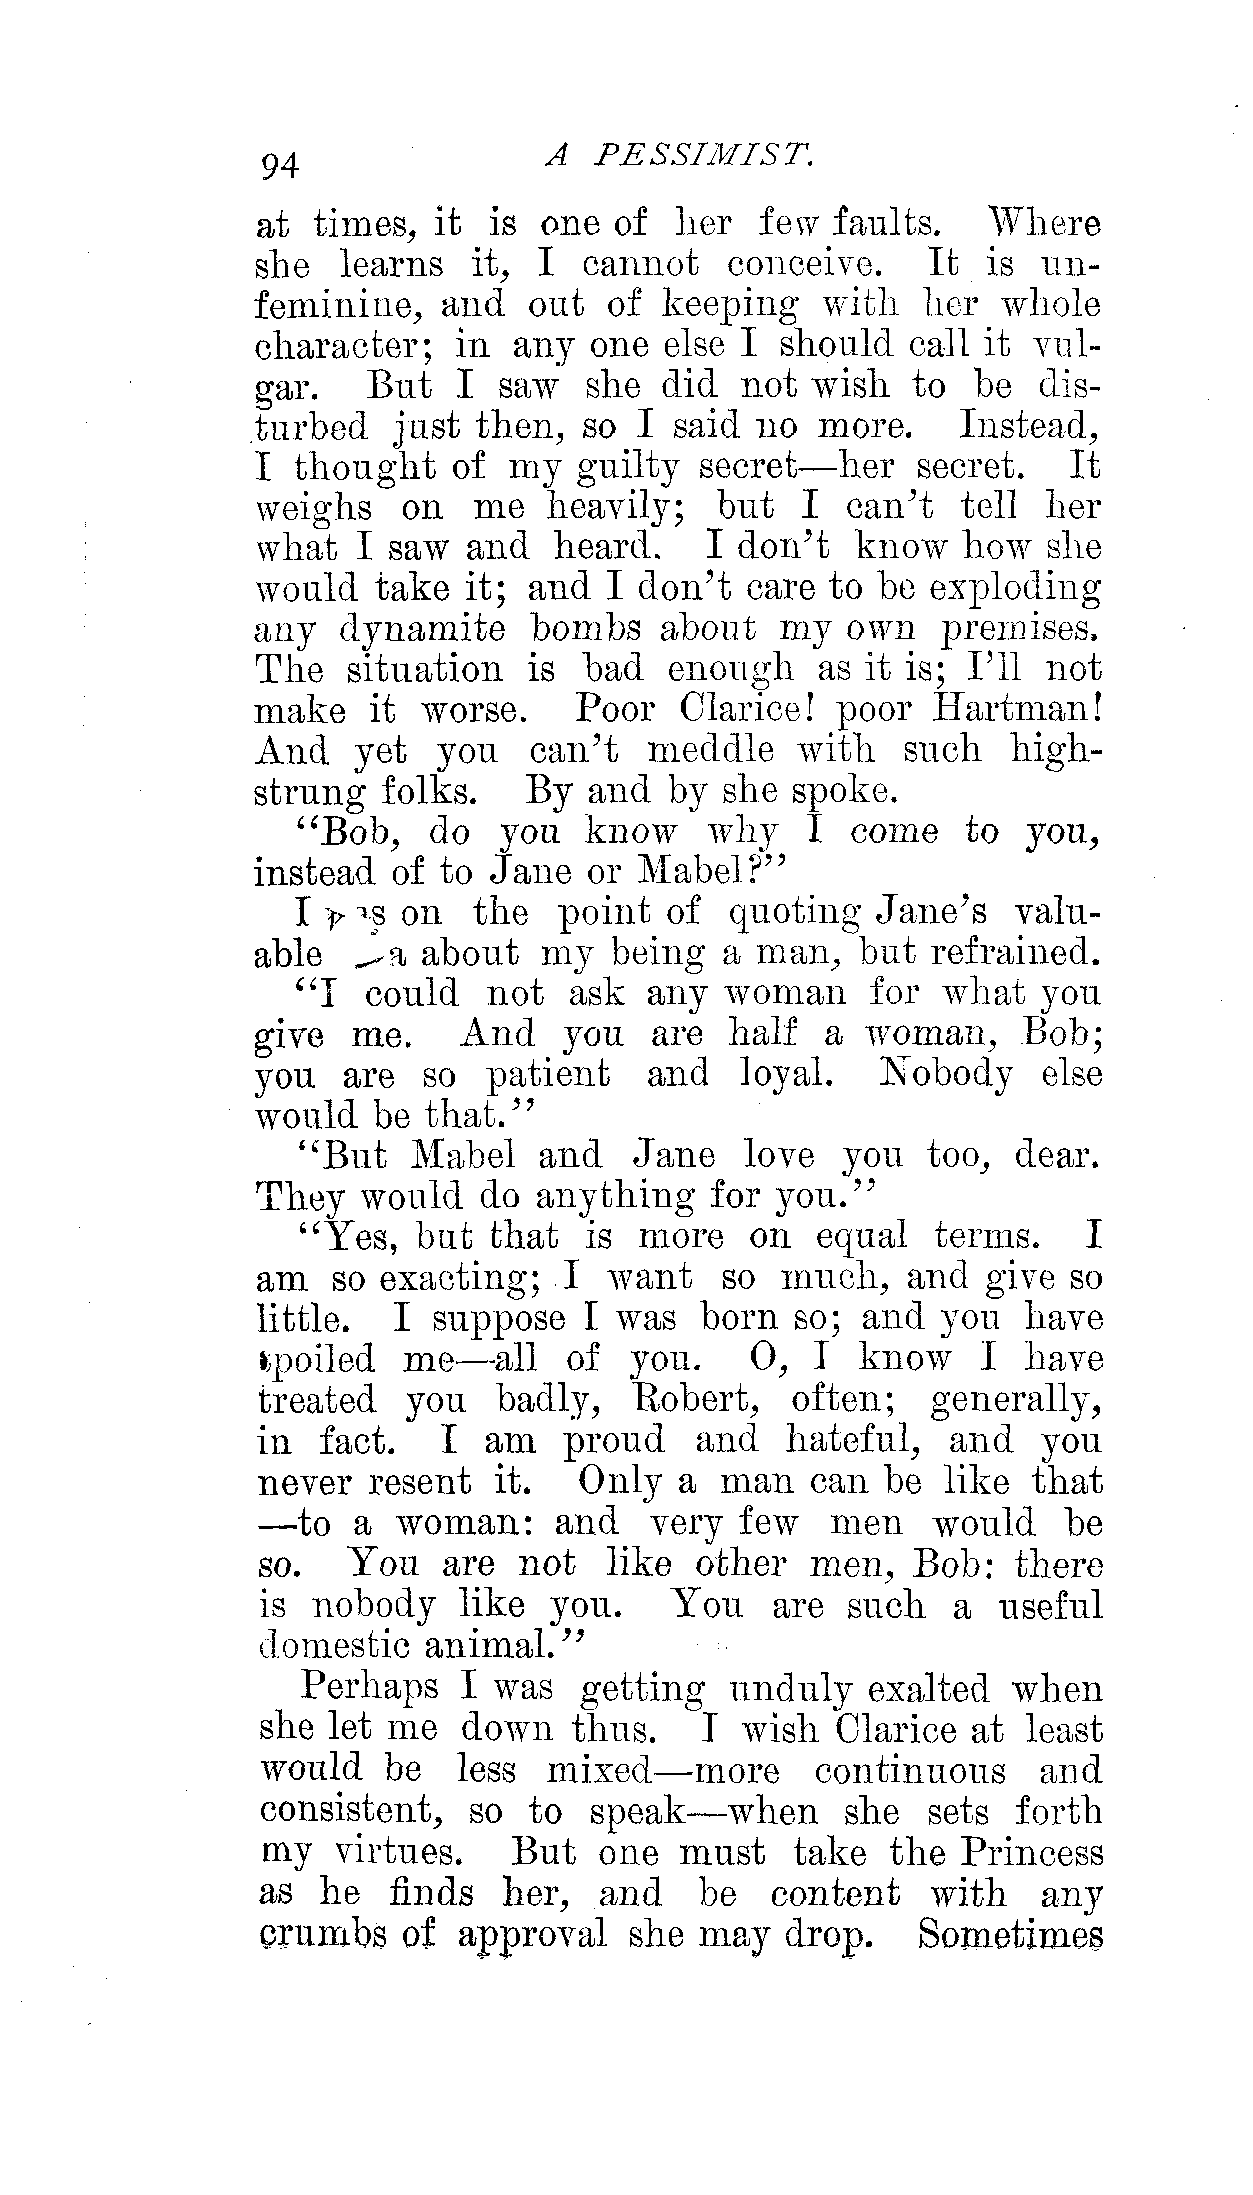 94 A PESSIMIST.
at times, it is one of her few faults. Where
she learns it, I cannot conceive. It is un-
feminine, and out of keeping with her whole
character; in any one else I should call it vul-
gar. But I saw she did not wish to be dis-
turbed just then, so I said no more. Instead,
I thought of my guilty secret—her secret. It
weighs on me heavily; but I can't tell her
what I saw and heard. I don't know how she
would take it; and I don't care to be exploding
any dynamite bombs about my own premises.
The situation is bad enough as it is; I'll not
make it worse. Poor Clarice! poor Hartman!
And yet you can't meddle with such high-
strung folks. By and by she spoke.
"Bob, do you know why I come to you,
instead of to Jane or Mabel?"
I on the point of quoting Jane's valu-
able about my being a man, but refrained.
"I could not ask any woman for what you
give me. And you are half a woman, Bob;
you are so patient and loyal. Nobody else
would be that."
"But Mabel and Jane love you too, dear.
They would do anything for you."
"Yes, but that is more on equal terms. I
am so exacting; I want so much, and give so
little. I suppose I was born so; and you have
spoiled me—all of you. O, I know I have
treated you badly, Robert, often; generally,
in fact. I am proud and hateful, and you
never resent it. Only a man can be like that
—to a woman: and very few men would be
so. You are not like other men, Bob: there
is nobody like you. You are such a useful
domestic animal."
Perhaps I was getting unduly exalted when
she let me down thus. I wish Clarice at least
would be less mixed—more continuous and
consistent, so to speak—when she sets forth
my virtues. But one must take the Princess
as he finds her, and be content with any
crumbs of approval she may drop. Sometimes